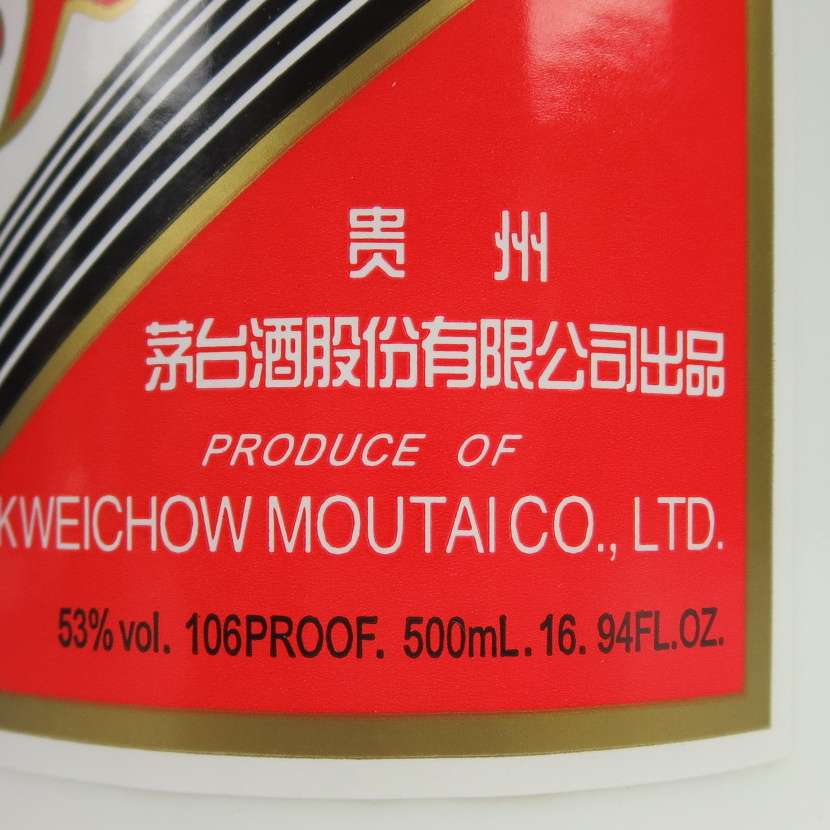 贵州
茅台酒股份有限公司出品
PRODUCE OF
KWEICHOW MOUTAI CO., LTD.
53% vol. 106PROOF. 500mL. 16. 94FL.OZ.